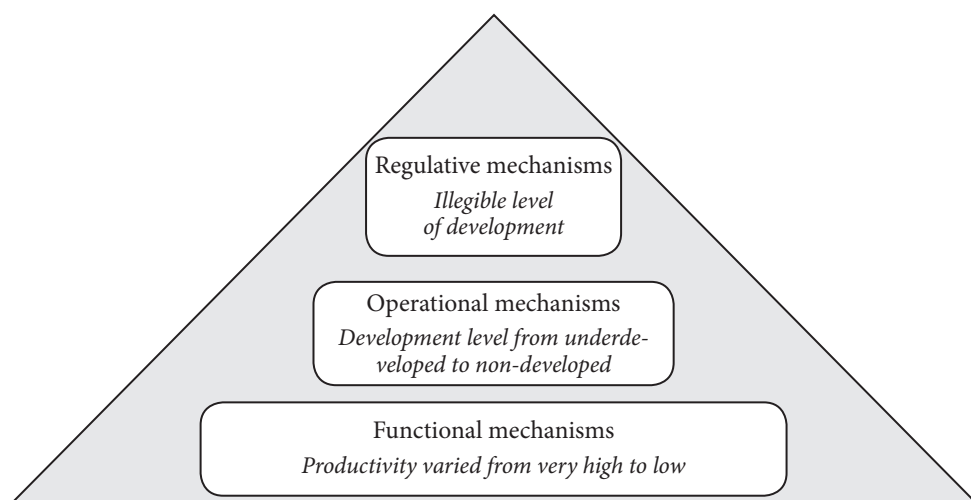 Regulative mechanisms
Illegible level
of development
Operational mechanisms
Development level from underde-
veloped to non-developed
Functional mechanisms
Productivity varied from very high to low